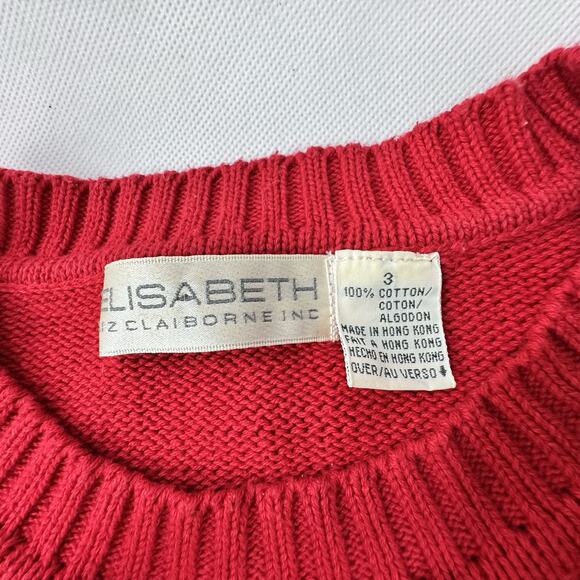 ELISABETH
IZ CLAIBORNE INC
3
100% COTTON/
COTON/
ALGODON
MADE IN HONG KONG
FAIT A HONG KONG
HECHO EN HONG KONG
OVER/AU VERSO